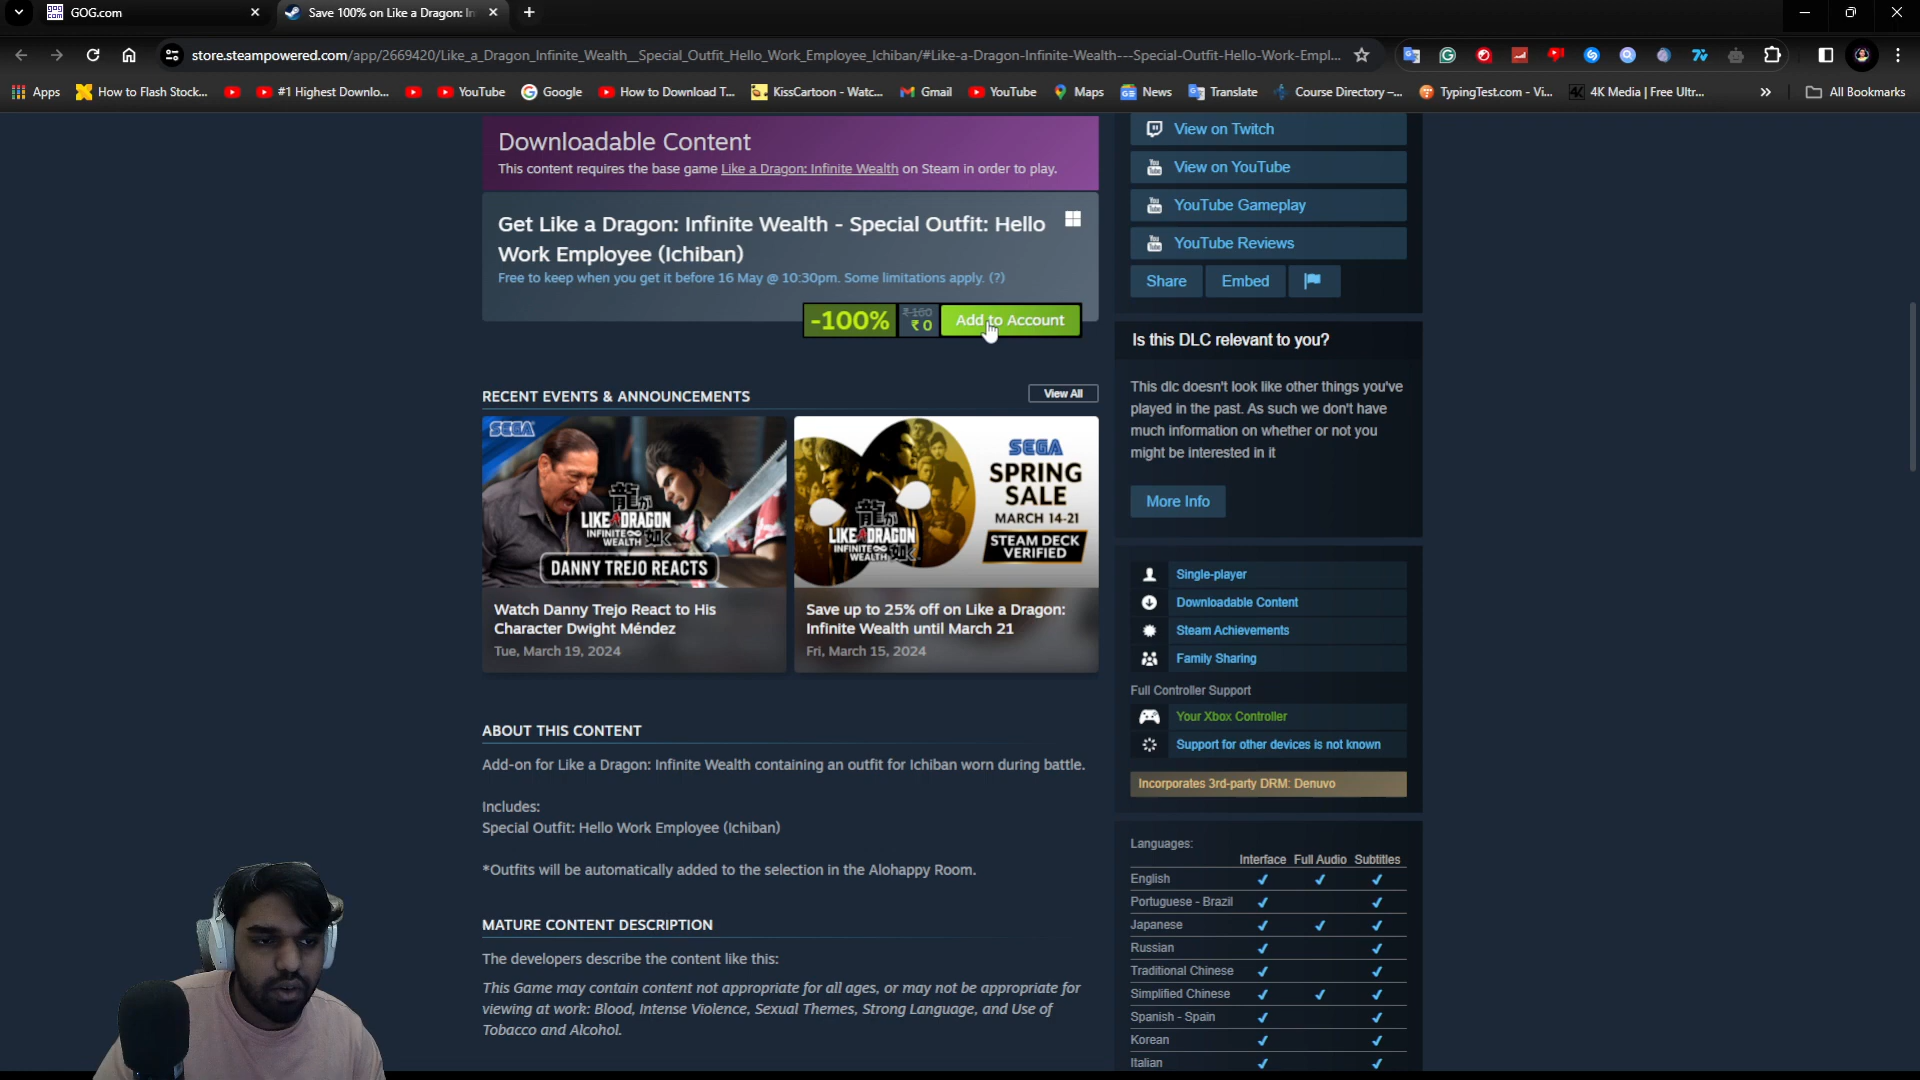 GOG.com
Save 100% on Like a Dragon: In
store.steampowered.com/app/2669420/Like_a_Dragon_Infinite_Wealth__Special_Outfit_Hello_Work_Employee_Ichiban/#Like-a-Dragon-Infinite-Wealth---Special-Outfit-Hello-Work-Empl...
Apps
How to Flash Stock...
#1 Highest Downlo...
YouTube
Google
How to Download T...
KissCartoon - Watc...
Gmail
YouTube
Maps
News
Translate
Course Directory –...
TypingTest.com - Vi...
4K Media | Free Ultr...
All Bookmarks
Downloadable Content
This content requires the base game Like a Dragon: Infinite Wealth on Steam in order to play.
Get Like a Dragon: Infinite Wealth - Special Outfit: Hello
Work Employee (Ichiban)
Free to keep when you get it before 16 May @ 10:30pm. Some limitations apply. (?)
-100%
₹ 160
₹ 0
Add to Account
RECENT EVENTS & ANNOUNCEMENTS
View All
SEGA
龍が
LIKE A DRAGON
INFINITE WEALTH 如く
DANNY TREJO REACTS
Watch Danny Trejo React to His
Character Dwight Méndez
Tue, March 19, 2024
龍が
LIKE A DRAGON
INFINITE WEALTH 如く
SEGA
SPRING
SALE
MARCH 14-21
STEAM DECK
VERIFIED
Save up to 25% off on Like a Dragon:
Infinite Wealth until March 21
Fri, March 15, 2024
ABOUT THIS CONTENT
Add-on for Like a Dragon: Infinite Wealth containing an outfit for Ichiban worn during battle.
Includes:
Special Outfit: Hello Work Employee (Ichiban)
*Outfits will be automatically added to the selection in the Alohappy Room.
MATURE CONTENT DESCRIPTION
The developers describe the content like this:
This Game may contain content not appropriate for all ages, or may not be appropriate for
viewing at work: Blood, Intense Violence, Sexual Themes, Strong Language, and Use of
Tobacco and Alcohol.
View on Twitch
View on YouTube
YouTube Gameplay
YouTube Reviews
Share
Embed
Is this DLC relevant to you?
This dlc doesn't look like other things you've
played in the past. As such we don't have
much information on whether or not you
might be interested in it
More Info
Single-player
Downloadable Content
Steam Achievements
Family Sharing
Full Controller Support
Your Xbox Controller
Support for other devices is not known
Incorporates 3rd-party DRM: Denuvo
Languages:
Interface Full Audio Subtitles
English
Portuguese - Brazil
Japanese
Russian
Traditional Chinese
Simplified Chinese
Spanish - Spain
Korean
Italian